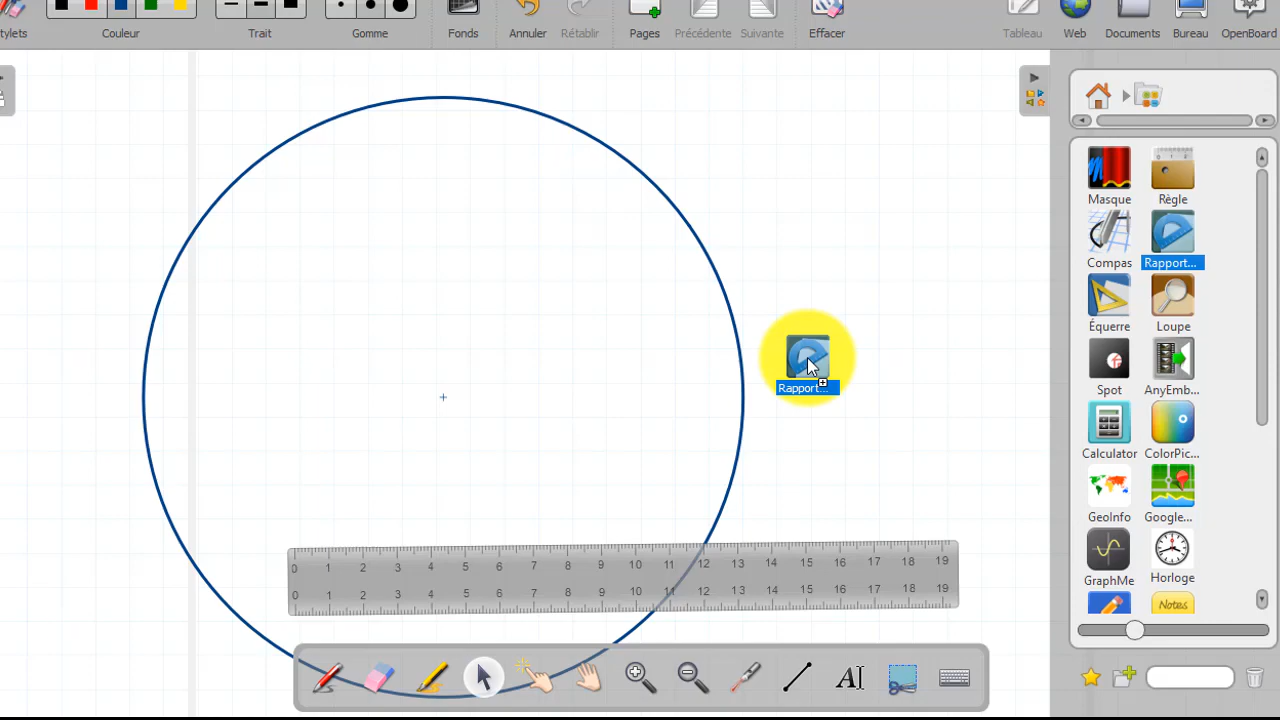 tylets Couleur Trait Gomme Fonds Annuler Rétablir Pages Précédente Suivante Effacer Tableau Web Documents Bureau OpenBoard
Masque Règle
Compas Rapport...
Équerre Loupe
Spot AnyEmb...
Rapport...
Calculator ColorPic...
GeoInfo Google...
GraphMe Horloge
Notes
0 1 2 3 4 5 6 7 8 9 10 11 12 13 14 15 16 17 18 19
0 1 2 3 4 5 6 7 8 9 10 11 12 13 14 15 16 17 18 19
A